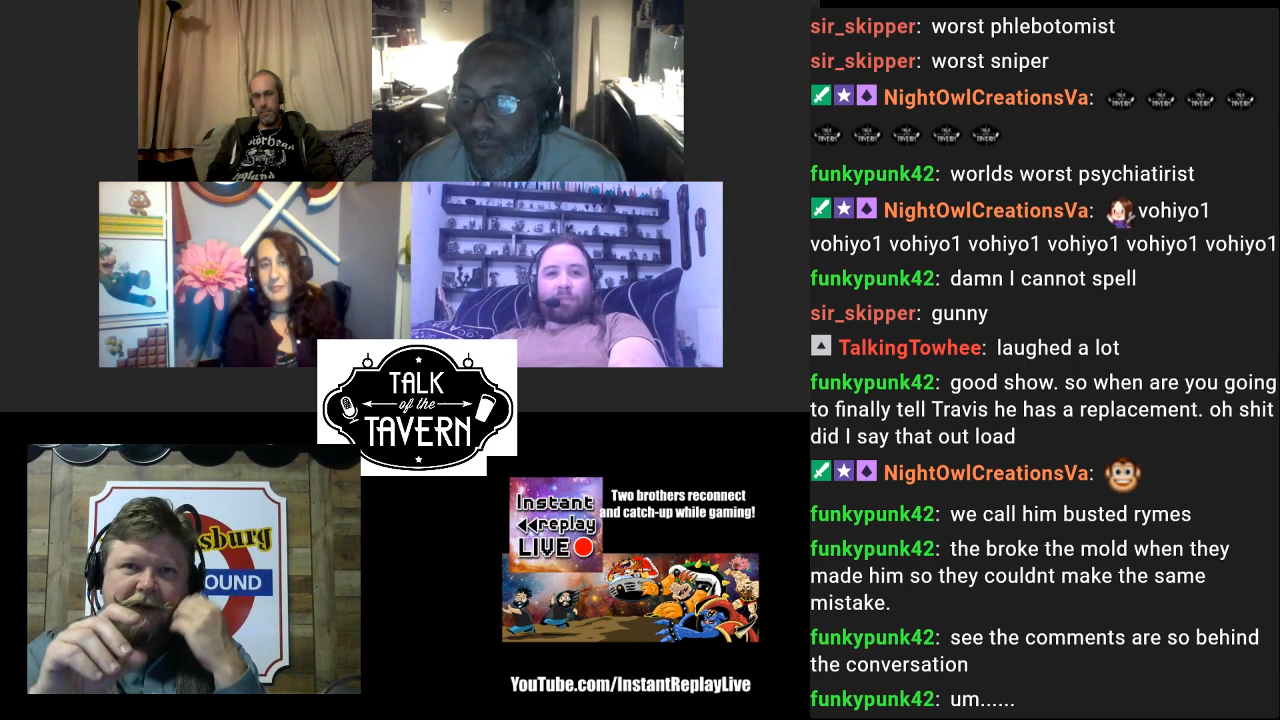 Motörhead
England
TALK
of the
TAVERN
sburg
OUND
Instant
replay
LIVE
Two brothers reconnect
and catch-up while gaming!
YouTube.com/InstantReplayLive
sir_skipper: worst phlebotomist
sir_skipper: worst sniper
NightOwlCreationsVa:
funkypunk42: worlds worst psychiatirist
NightOwlCreationsVa: vohiyo1
vohiyo1 vohiyo1 vohiyo1 vohiyo1 vohiyo1 vohiyo1
funkypunk42: damn I cannot spell
sir_skipper: gunny
TalkingTowhee: laughed a lot
funkypunk42: good show. so when are you going
to finally tell Travis he has a replacement. oh shit
did I say that out load
NightOwlCreationsVa:
funkypunk42: we call him busted rymes
funkypunk42: the broke the mold when they
made him so they couldnt make the same
mistake.
funkypunk42: see the comments are so behind
the conversation
funkypunk42: um......